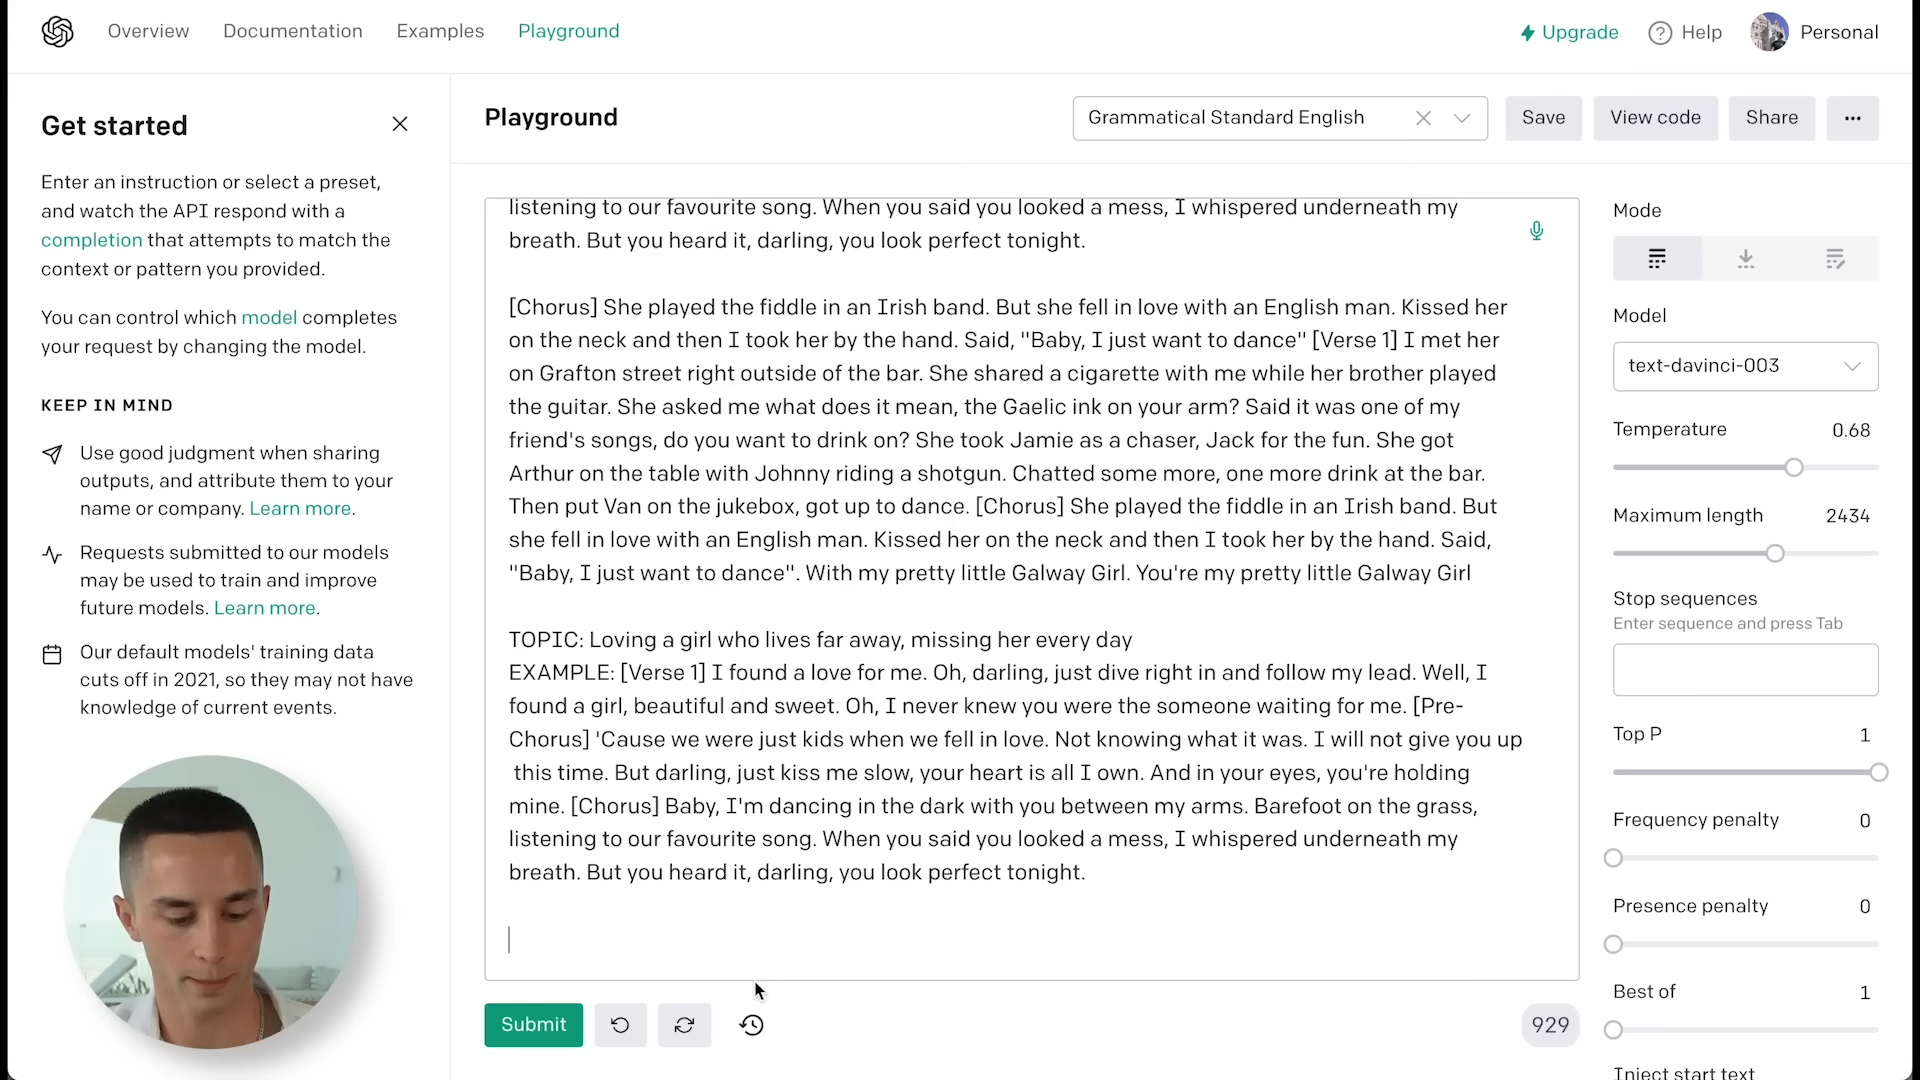 Overview Documentation Examples Playground
Upgrade Help Personal
Get started
Enter an instruction or select a preset,
and watch the API respond with a
completion that attempts to match the
context or pattern you provided.
You can control which model completes
your request by changing the model.
KEEP IN MIND
Use good judgment when sharing
outputs, and attribute them to your
name or company. Learn more.
Requests submitted to our models
may be used to train and improve
future models. Learn more.
Our default models' training data
cuts off in 2021, so they may not have
knowledge of current events.
Playground
Grammatical Standard English
Save View code Share ...
listening to our favourite song. When you said you looked a mess, I whispered underneath my
breath. But you heard it, darling, you look perfect tonight.
[Chorus] She played the fiddle in an Irish band. But she fell in love with an English man. Kissed her
on the neck and then I took her by the hand. Said, "Baby, I just want to dance" [Verse 1] I met her
on Grafton street right outside of the bar. She shared a cigarette with me while her brother played
the guitar. She asked me what does it mean, the Gaelic ink on your arm? Said it was one of my
friend's songs, do you want to drink on? She took Jamie as a chaser, Jack for the fun. She got
Arthur on the table with Johnny riding a shotgun. Chatted some more, one more drink at the bar.
Then put Van on the jukebox, got up to dance. [Chorus] She played the fiddle in an Irish band. But
she fell in love with an English man. Kissed her on the neck and then I took her by the hand. Said,
"Baby, I just want to dance". With my pretty little Galway Girl. You're my pretty little Galway Girl
TOPIC: Loving a girl who lives far away, missing her every day
EXAMPLE: [Verse 1] I found a love for me. Oh, darling, just dive right in and follow my lead. Well, I
found a girl, beautiful and sweet. Oh, I never knew you were the someone waiting for me. [Pre-
Chorus] 'Cause we were just kids when we fell in love. Not knowing what it was. I will not give you up
this time. But darling, just kiss me slow, your heart is all I own. And in your eyes, you're holding
mine. [Chorus] Baby, I'm dancing in the dark with you between my arms. Barefoot on the grass,
listening to our favourite song. When you said you looked a mess, I whispered underneath my
breath. But you heard it, darling, you look perfect tonight.
Submit
929
Mode
Model
text-davinci-003
Temperature 0.68
Maximum length 2434
Stop sequences
Enter sequence and press Tab
Top P 1
Frequency penalty 0
Presence penalty 0
Best of 1
Inject start text